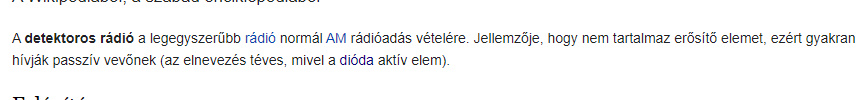 A Wikipédiából, a szabad enciklopédiából
A detektoros rádió a legegyszerűbb rádió normál AM rádióadás vételére. Jellemzője, hogy nem tartalmaz erősítő elemet, ezért gyakran
hívják passzív vevőnek (az elnevezés téves, mivel a dióda aktív elem).